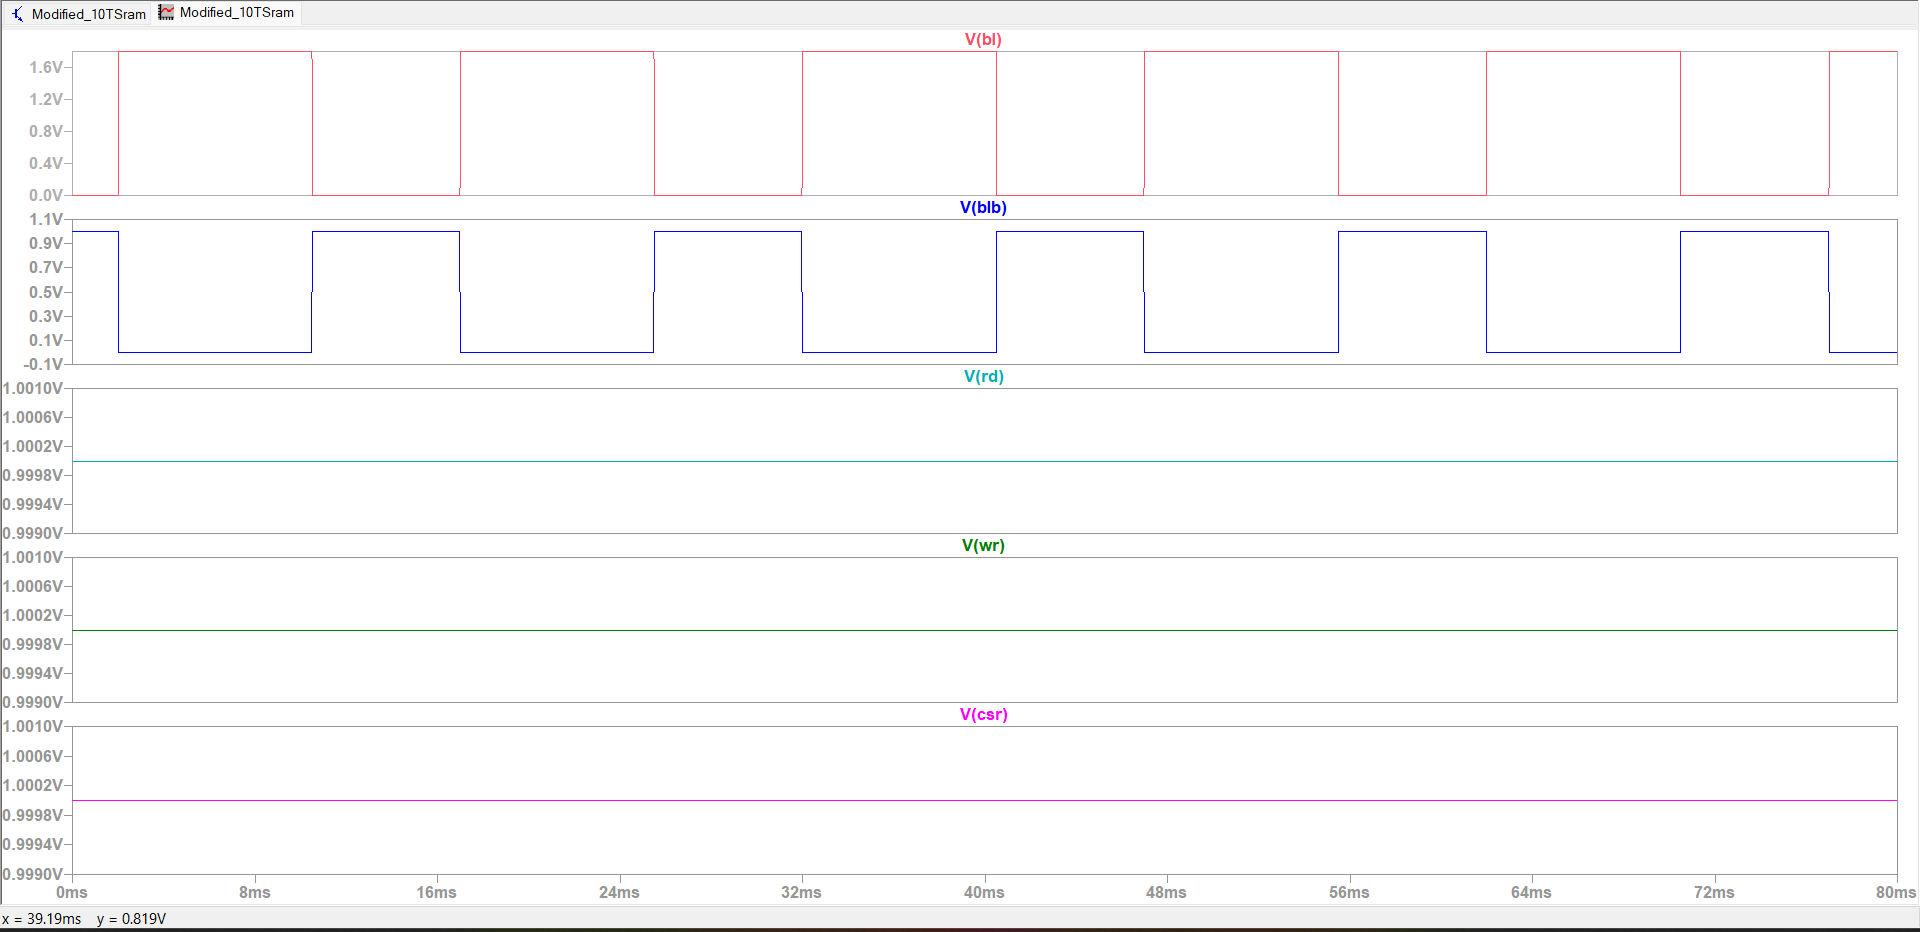 Modified_10TSram Modified_10TSram
V(bl)
1.6V
1.2V
0.8V
0.4V
0.0V
V(blb)
1.1V
0.9V
0.7V
0.5V
0.3V
0.1V
-0.1V
V(rd)
1.0010V
1.0006V
1.0002V
0.9998V
0.9994V
0.9990V
V(wr)
1.0010V
1.0006V
1.0002V
0.9998V
0.9994V
0.9990V
V(csr)
1.0010V
1.0006V
1.0002V
0.9998V
0.9994V
0.9990V
0ms 8ms 16ms 24ms 32ms 40ms 48ms 56ms 64ms 72ms 80ms
x = 39.19ms y = 0.819V